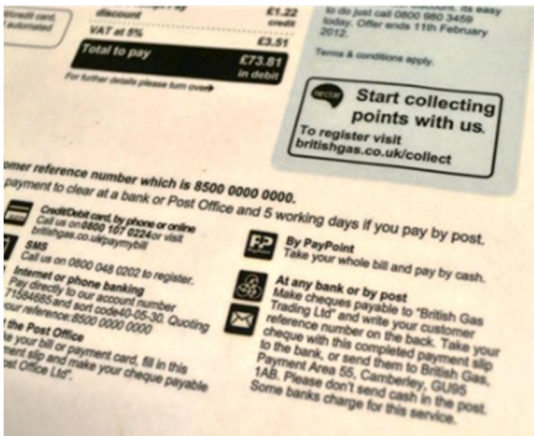 £1.22
discount
credit
VAT at 5%
£3.51
Total to pay
£73.81
in debit
For further details please turn over
to do just call 0800 980 3459
today. Offer ends 11th February
2012.
Terms & conditions apply.
nectar
Start collecting
points with us.
To register visit
britishgas.co.uk/collect
omer reference number which is 8500 0000 0000.
payment to clear at a bank or Post Office and 5 working days if you pay by post.
Credit/Debit card, by phone or online
Call us on 0800 107 0224 or visit
britishgas.co.uk/paymybill
SMS
Call us on 0800 048 0202 to register.
Internet or phone banking
Pay directly to our account number
71584685 and sort code 40-05-30. Quoting
our reference: 8500 0000 0000
the Post Office
your bill or payment card, fill in this
ment slip and make your cheque payable
ost Office Ltd".
By PayPoint
Take your whole bill and pay by cash.
At any bank or by post
Make cheques payable to "British Gas
Trading Ltd" and write your customer
reference number on the back. Take your
cheque with this completed payment slip
to the bank, or send them to British Gas,
Payment Area 55, Camberley, GU95
1AB. Please don't send cash in the post.
Some banks charge for this service.